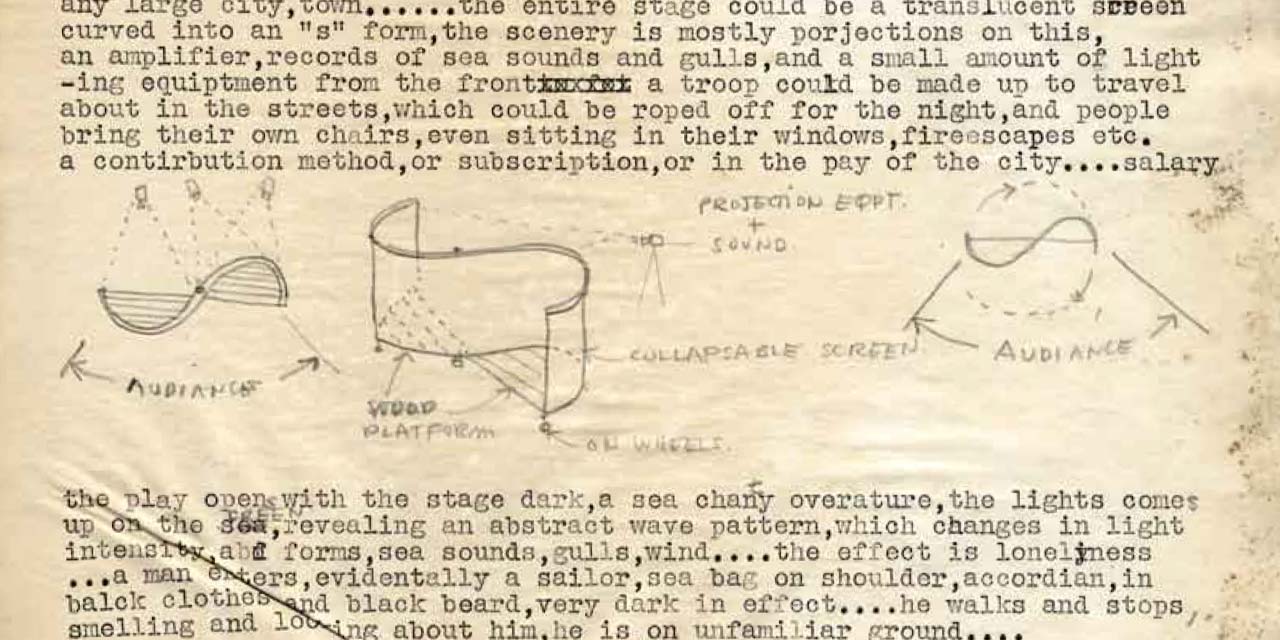 any large city,town......the entire stage could be a translucent screen
curved into an "s" form,the scenery is mostly porjections on this,
an amplifier,records of sea sounds and gulls,and a small amount of light
-ing equiptment from the front a troop could be made up to travel
about in the streets,which could be roped off for the night,and people
bring their own chairs,even sitting in their windows,fireescapes etc.
a contirbution method,or subscription,or in the pay of the city....salary
PROJECTION EQPT.
+
SOUND
AUDIANCE
COLLAPSABLE SCREEN
AUDIANCE
WOOD
PLATFORM
ON WHEELS.
the play opens with the stage dark,a sea chany overature,the lights comes
up on the sea,revealing an abstract wave pattern,which changes in light
intensity,and forms,sea sounds,gulls,wind....the effect is loneliness
...a man enters,evidentally a sailor,sea bag on shoulder,accordian,in
balck clothes and black beard,very dark in effect....he walks and stops,
smelling and looking about him,he is on unfamiliar ground....